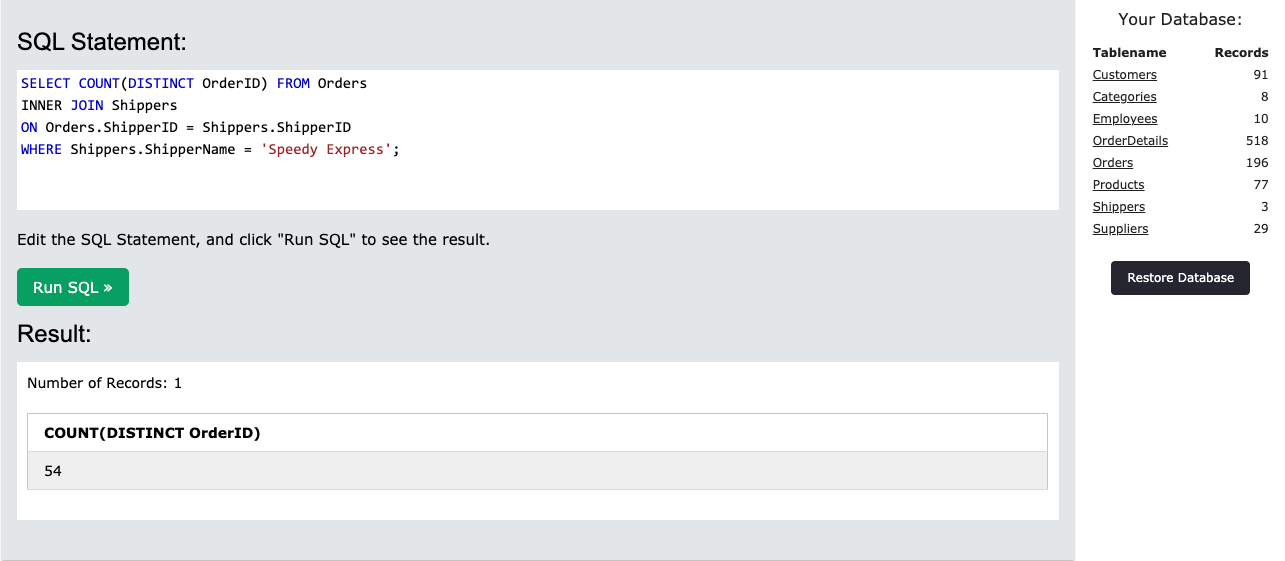 SQL Statement:
SELECT COUNT(DISTINCT OrderID) FROM Orders
INNER JOIN Shippers
ON Orders.ShipperID = Shippers.ShipperID
WHERE Shippers.ShipperName = 'Speedy Express';
Edit the SQL Statement, and click "Run SQL" to see the result.
Run SQL »
Result:
Number of Records: 1
COUNT(DISTINCT OrderID)
54
Your Database:
Tablename Records
Customers 91
Categories 8
Employees 10
OrderDetails 518
Orders 196
Products 77
Shippers 3
Suppliers 29
Restore Database